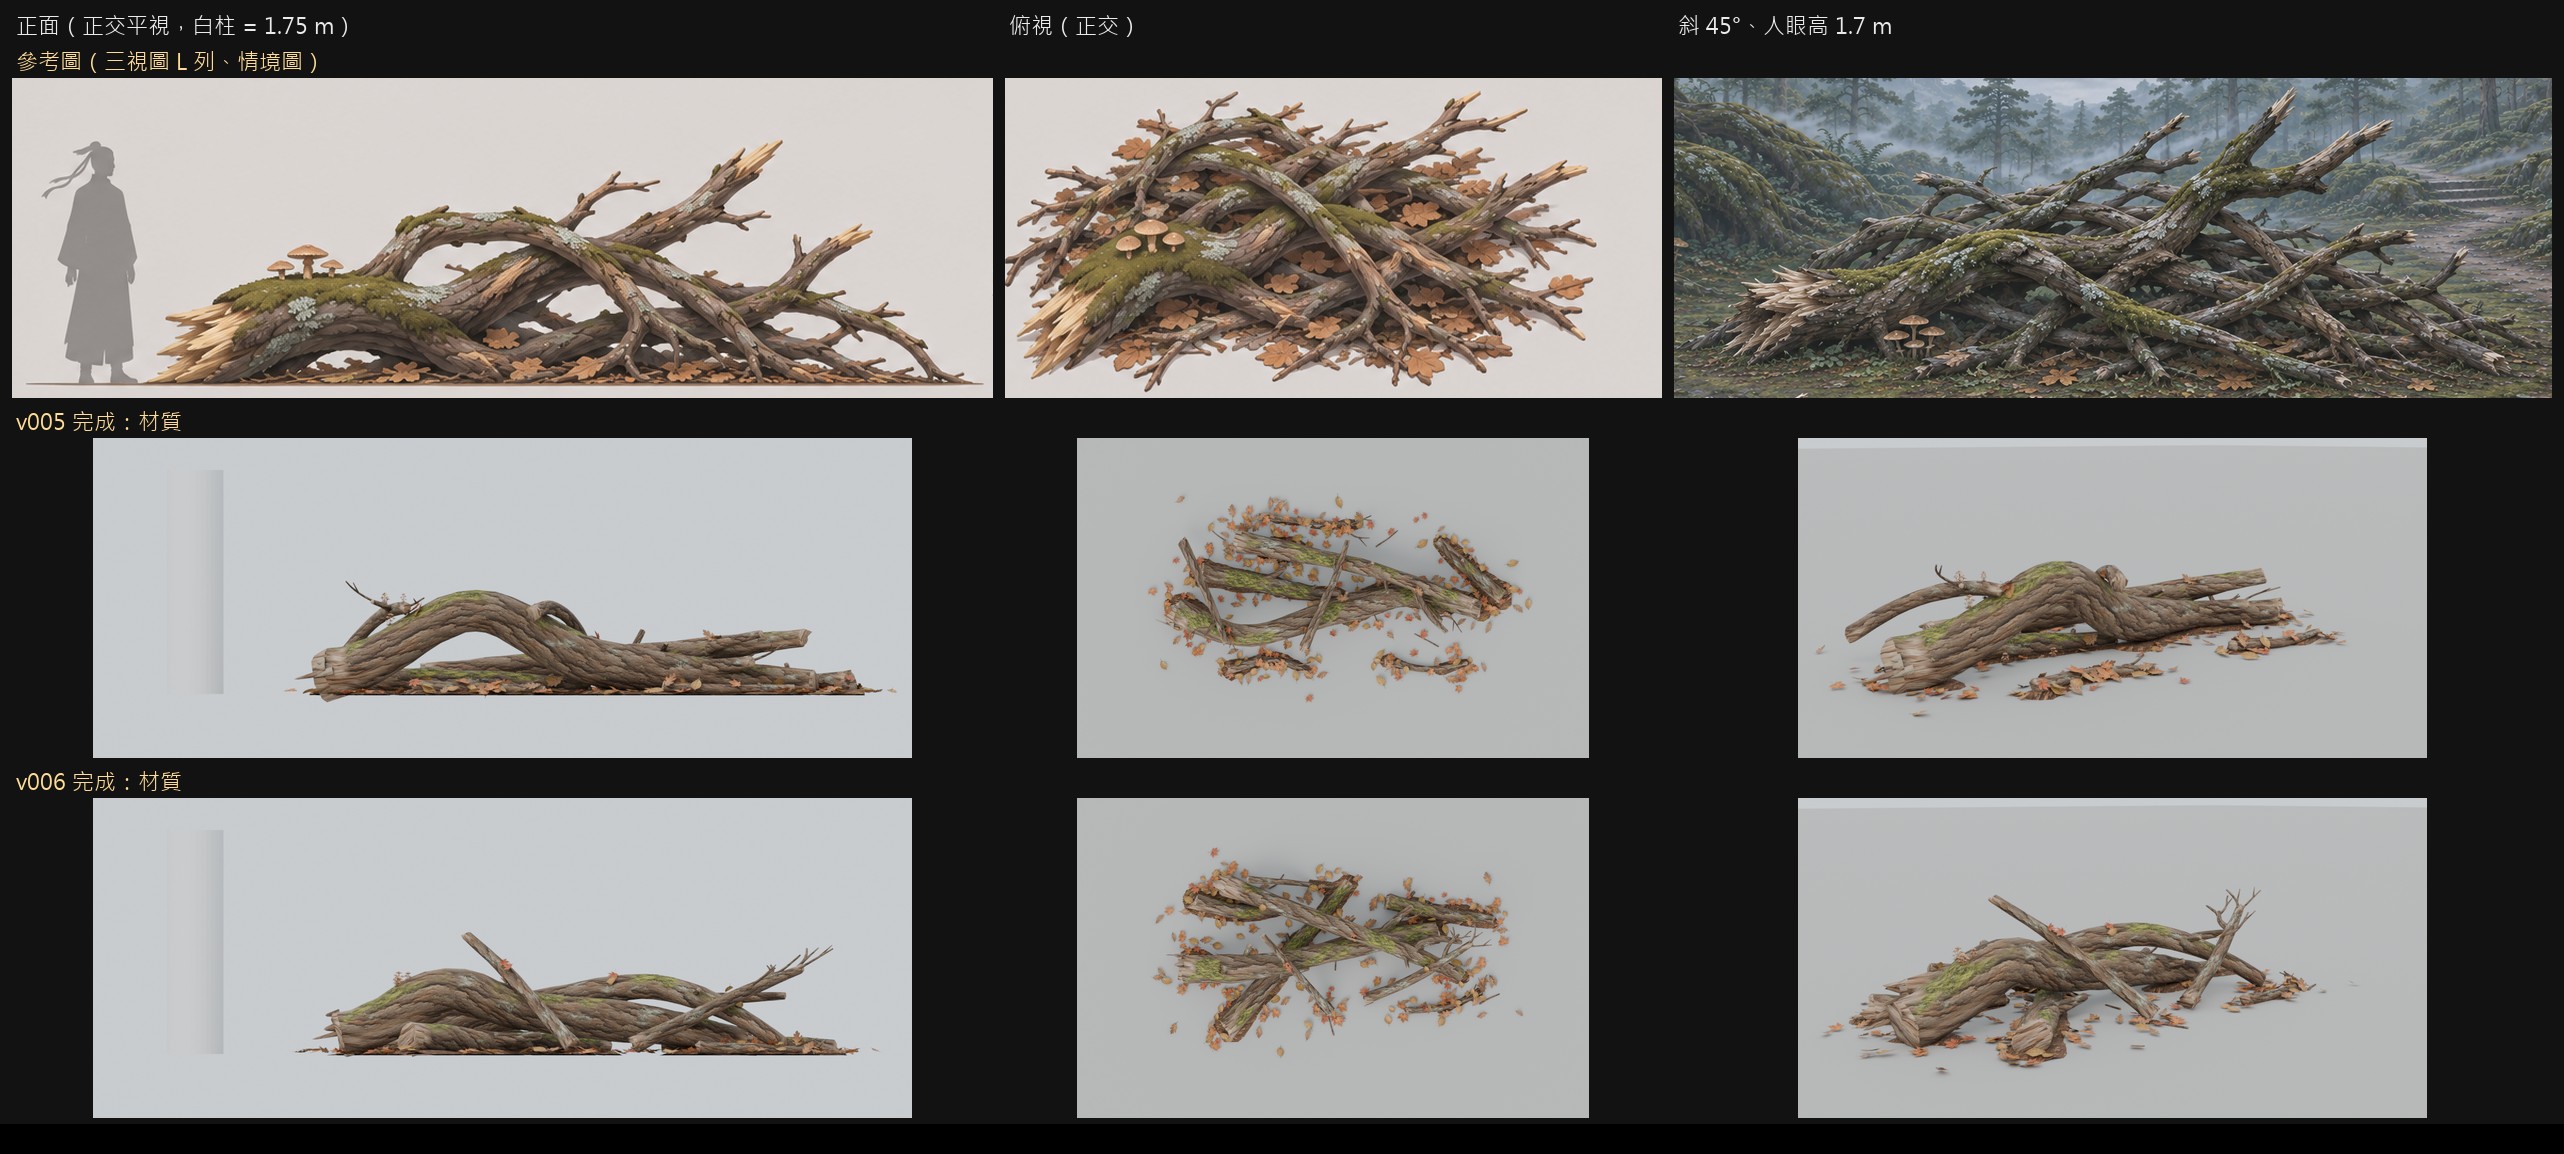 正面 ( 正交平視，白柱 = 1.75 m )
俯視 ( 正交 )
斜 45°、人眼高 1.7 m
參考圖 ( 三視圖 L 列、情境圖 )
v005 完成：材質
v006 完成：材質